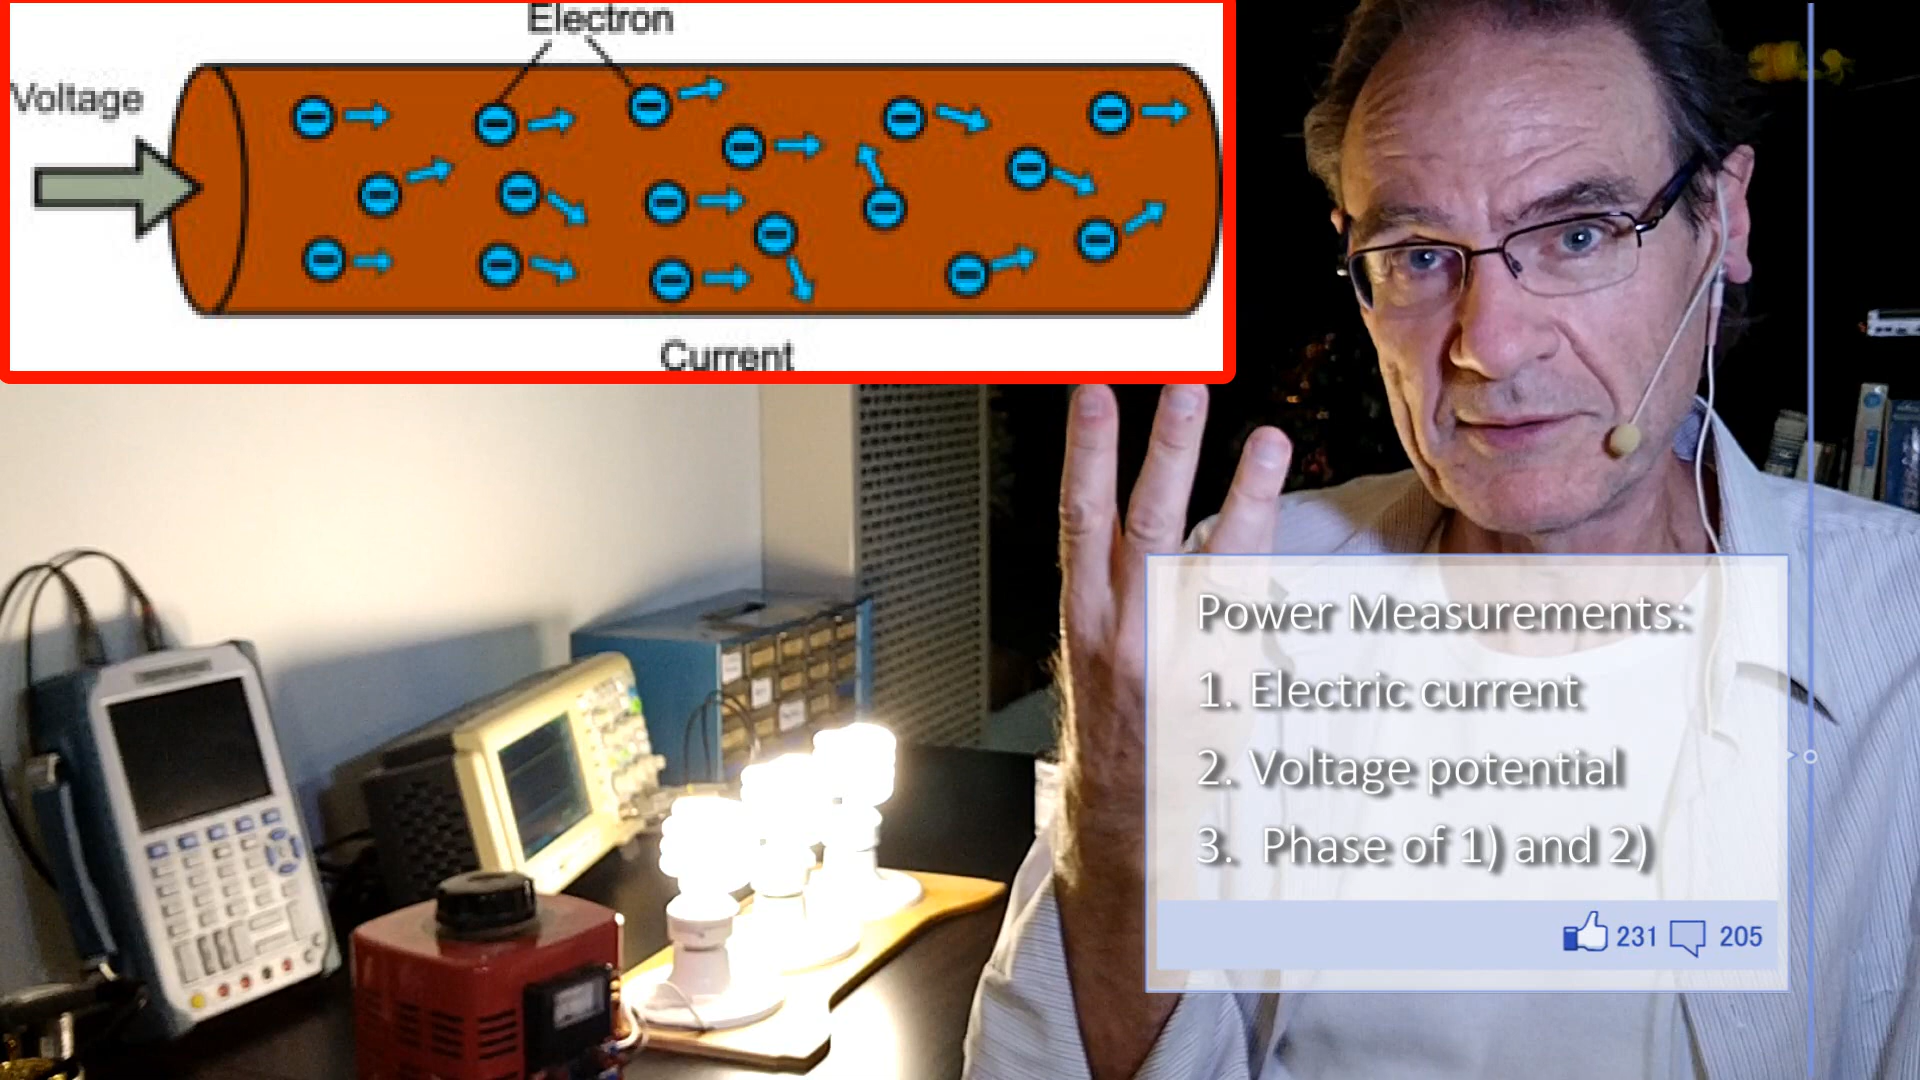 Electron
Voltage
Current
Power Measurements:
1. Electric current
2. Voltage potential
3. Phase of 1) and 2)
231 205